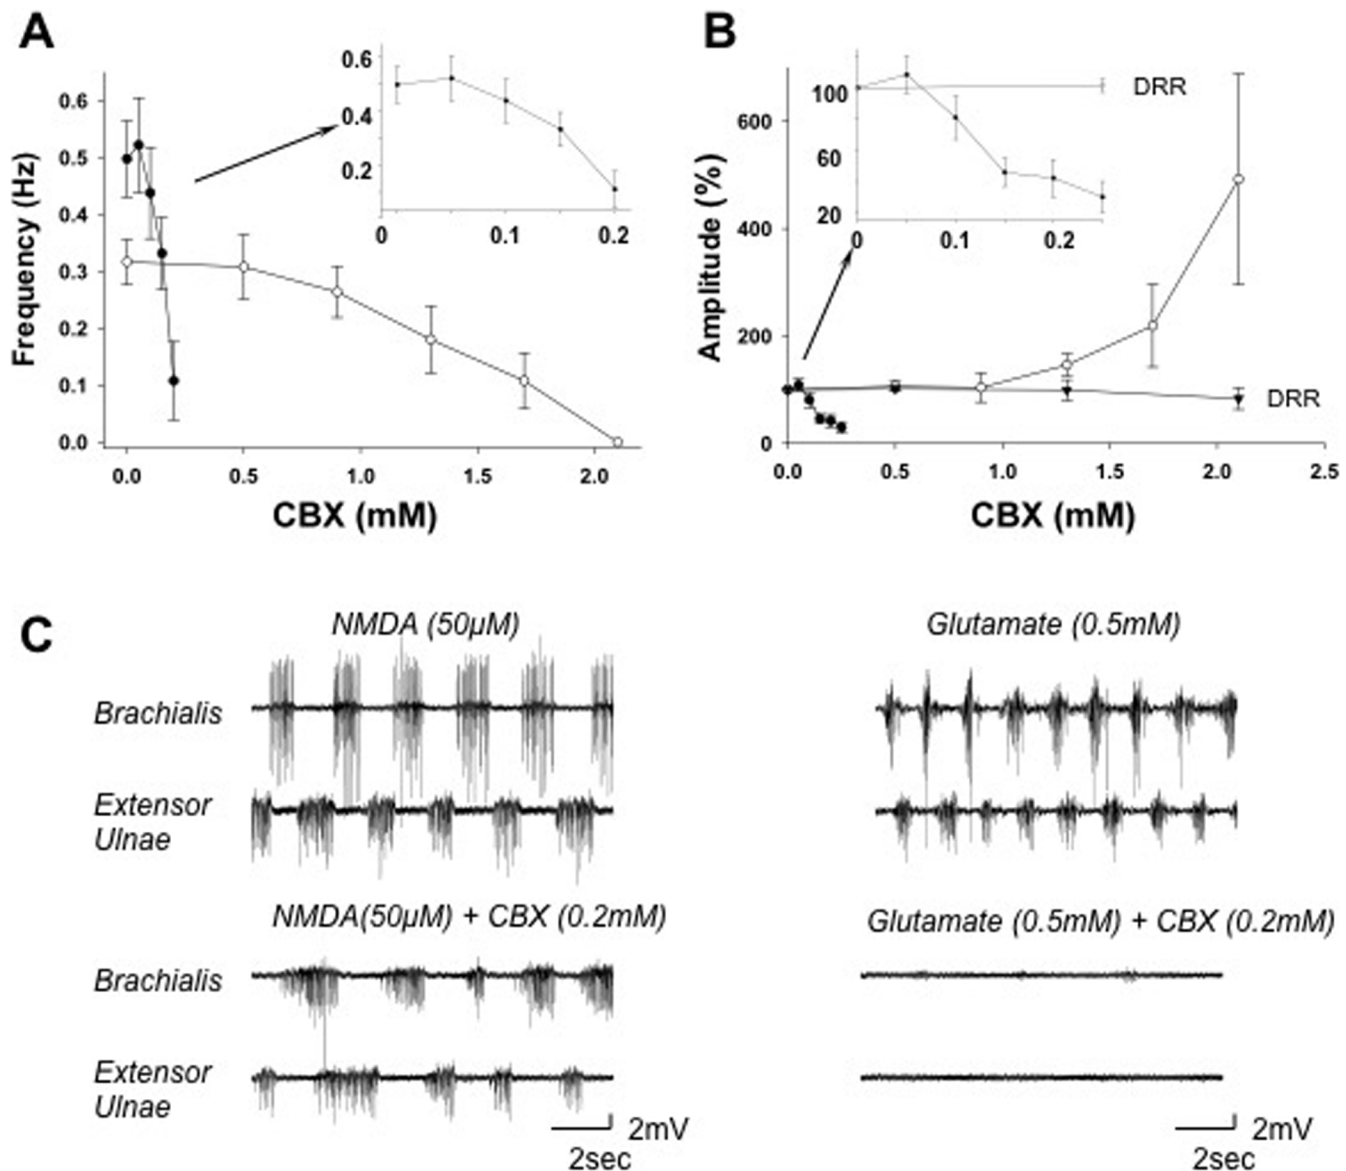 A
B
0.6
0.5
0.4
0.3
0.2
0.1
0.0
Frequency (Hz)
0.0 0.5 1.0 1.5 2.0
CBX (mM)
0.6
0.4
0.2
0 0.1 0.2
600
400
200
0
Amplitude (%)
0.0 0.5 1.0 1.5 2.0 2.5
CBX (mM)
DRR
100
60
20
0 0.1 0.2
DRR
C
NMDA (50µM)
Glutamate (0.5mM)
Brachialis
Extensor
Ulnae
NMDA(50µM) + CBX (0.2mM)
Glutamate (0.5mM) + CBX (0.2mM)
Brachialis
Extensor
Ulnae
2mV
2sec
2mV
2sec